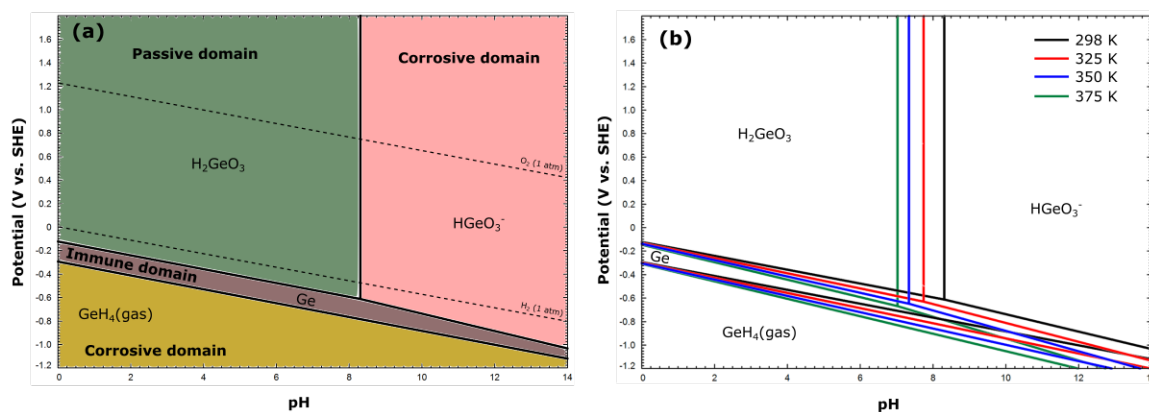 (a)
Passive domain
Corrosive domain
O₂ (1 atm)
H₂GeO₃
HGeO₃⁻
Immune domain
Ge
H₂ (1 atm)
GeH₄(gas)
Corrosive domain
Potential (V vs. SHE)
1.6
1.4
1.2
1.0
0.8
0.6
0.4
0.2
0
-0.2
-0.4
-0.6
-0.8
-1.0
-1.2
0 2 4 6 8 10 12 14
pH
(b)
298 K
325 K
350 K
375 K
H₂GeO₃
HGeO₃⁻
Ge
GeH₄(gas)
Potential (V vs. SHE)
1.6
1.4
1.2
1.0
0.8
0.6
0.4
0.2
0
-0.2
-0.4
-0.6
-0.8
-1.0
-1.2
0 2 4 6 8 10 12 14
pH